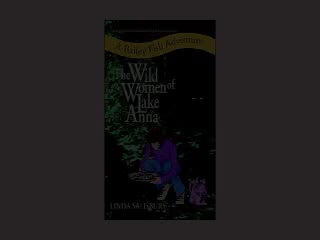 A Bailey Fish Adventure
The Wild
Women of
Lake
Anna